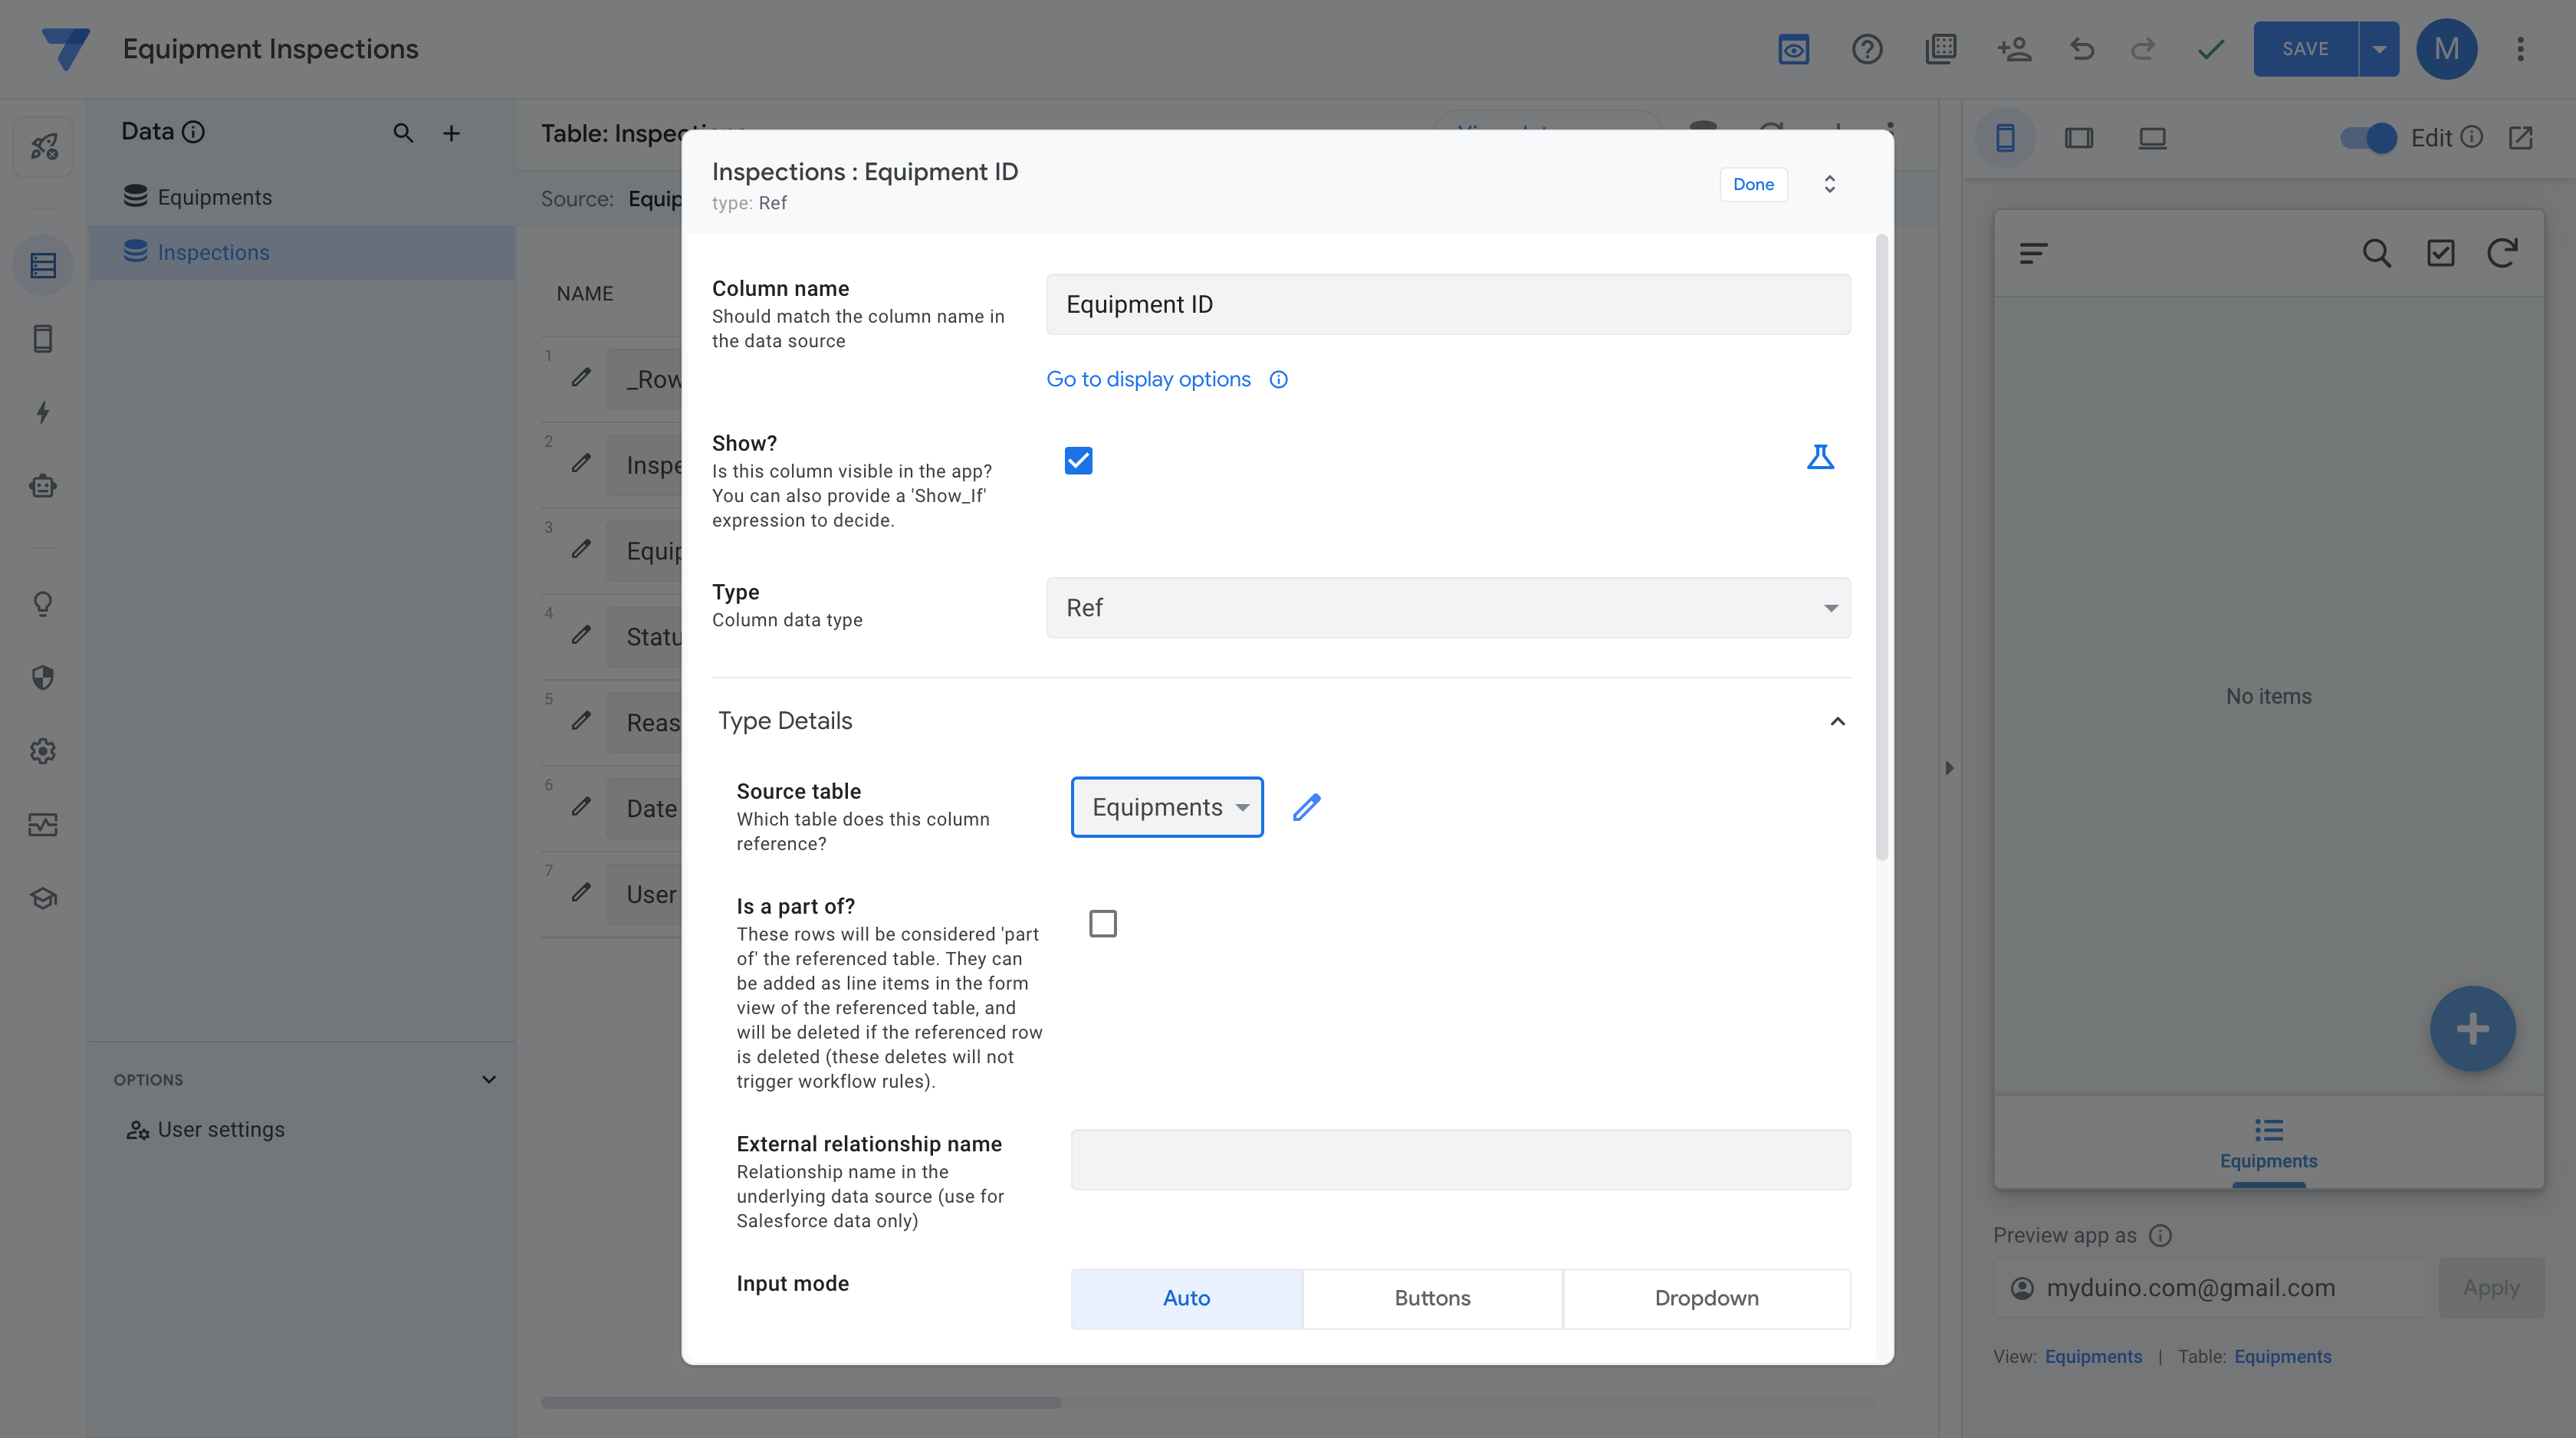 Equipment Inspections
SAVE
M
Data
Equipments
Inspections
OPTIONS
User settings
Table: Inspections
Source: Equip
NAME
1
_Row
2
Inspe
3
Equip
4
Statu
5
Reas
6
Date
7
User
Inspections : Equipment ID
type: Ref
Done
Column name
Should match the column name in
the data source
Equipment ID
Go to display options
Show?
Is this column visible in the app?
You can also provide a 'Show_If'
expression to decide.
Type
Column data type
Ref
Type Details
Source table
Which table does this column
reference?
Equipments
Is a part of?
These rows will be considered 'part
of' the referenced table. They can
be added as line items in the form
view of the referenced table, and
will be deleted if the referenced row
is deleted (these deletes will not
trigger workflow rules).
External relationship name
Relationship name in the
underlying data source (use for
Salesforce data only)
Input mode
Auto
Buttons
Dropdown
Edit
No items
Equipments
Preview app as
myduino.com@gmail.com
Apply
View: Equipments | Table: Equipments